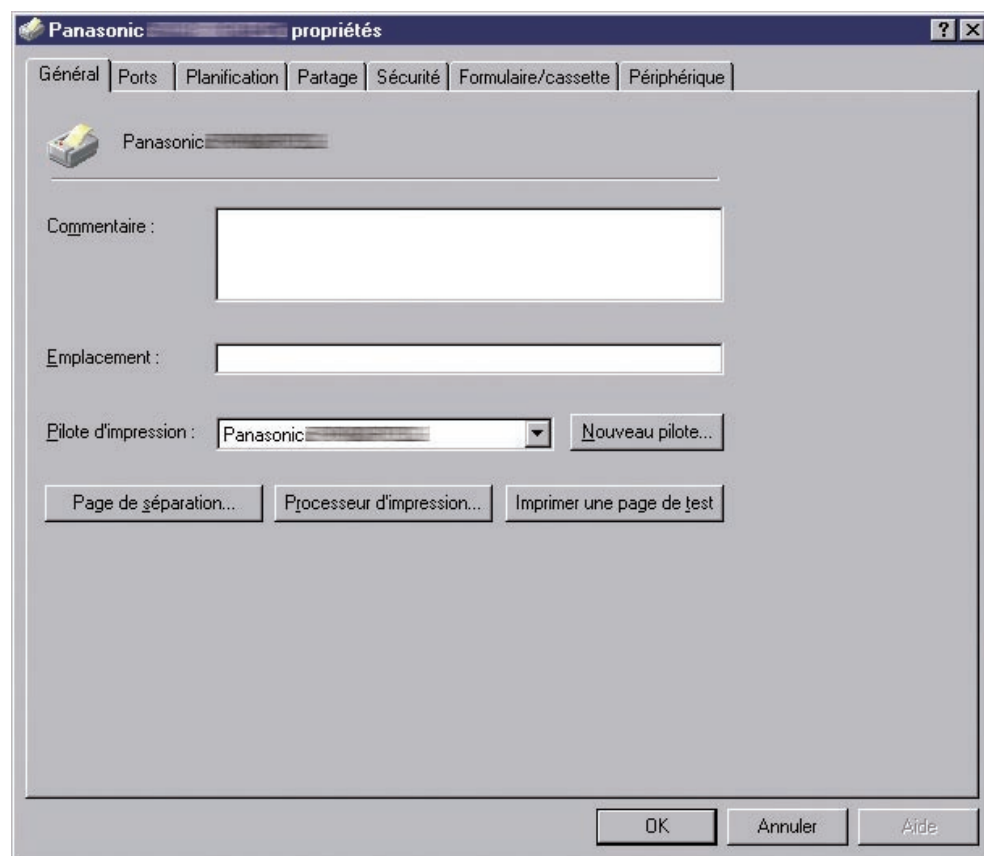 Panasonic propriétés
Général Ports Planification Partage Sécurité Formulaire/cassette Périphérique
Panasonic
Commentaire :
Emplacement :
Pilote d'impression : Panasonic Nouveau pilote...
Page de séparation... Processeur d'impression... Imprimer une page de test
OK Annuler Aide